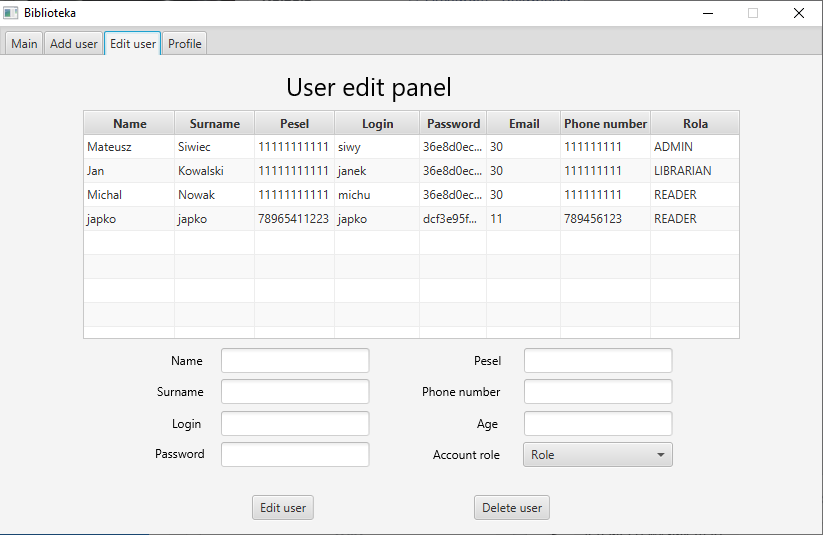 Biblioteka
Main Add user Edit user Profile
User edit panel
Name Surname Pesel Login Password Email Phone number Rola
Mateusz Siwiec 11111111111 siwy 36e8d0ec... 30 111111111 ADMIN
Jan Kowalski 11111111111 janek 36e8d0ec... 30 111111111 LIBRARIAN
Michal Nowak 11111111111 michu 36e8d0ec... 30 111111111 READER
japko japko 78965411223 japko dcf3e95f... 11 789456123 READER
Name Pesel
Surname Phone number
Login Age
Password Account role Role
Edit user Delete user